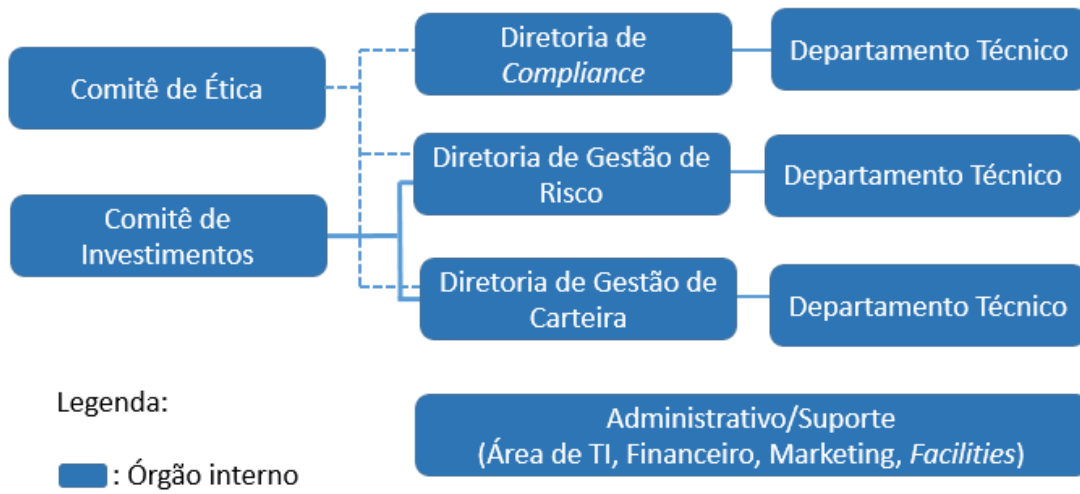 Comitê de Ética
Comitê de
Investimentos
Diretoria de
Compliance
Departamento Técnico
Diretoria de Gestão de
Risco
Departamento Técnico
Diretoria de Gestão de
Carteira
Departamento Técnico
Administrativo/Suporte
(Área de TI, Financeiro, Marketing, Facilities)
Legenda:
: Órgão interno